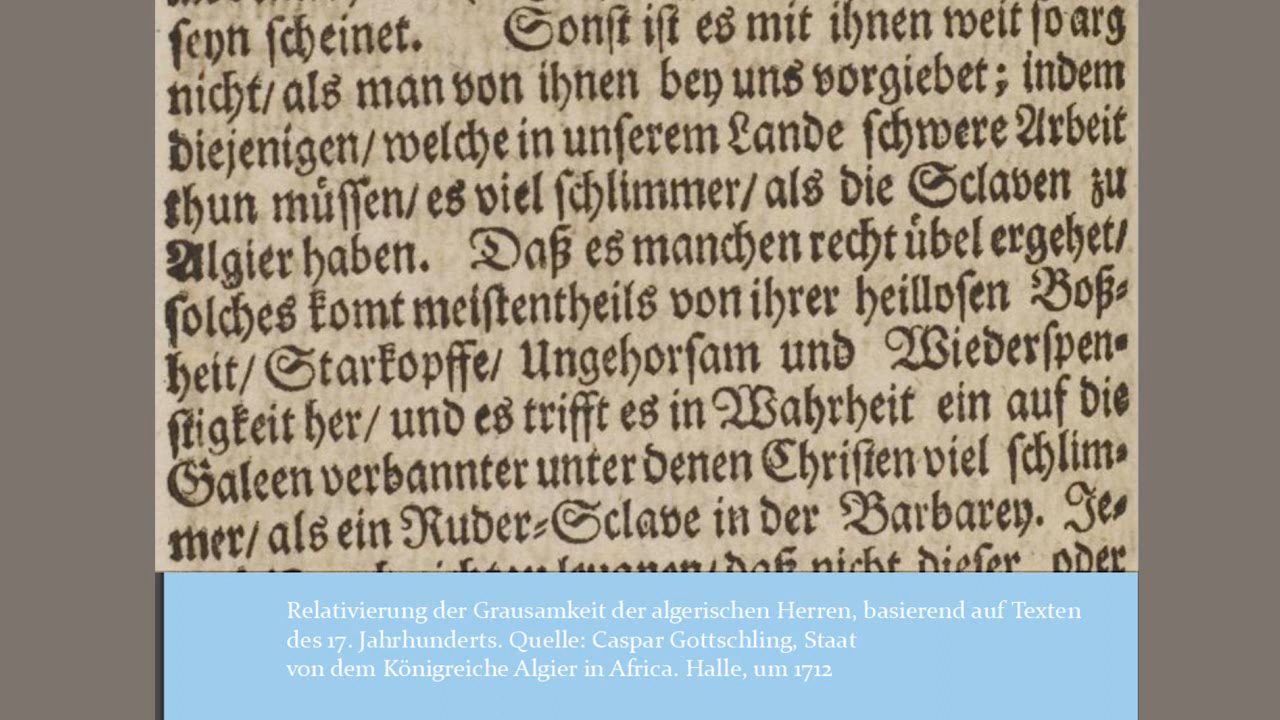 seyn scheinet. Sonst ist es mit ihnen weit so arg
nicht/ als man von ihnen bey uns vorgiebet; indem
diejenigen/ welche in unserem Lande schwere Arbeit
thun müssen/ es viel schlimmer/ als die Sclaven zu
Algier haben. Daß es manchen recht übel ergehet/
solches komt meistentheils von ihrer heillosen Boß-
heit/ Starkopffe/ Ungehorsam und Wiederspen-
stigkeit her/ und es trifft es in Wahrheit ein auf die
Galeen verbannter unter denen Christen viel schlim-
mer/ als ein Ruder-Sclave in der Barbarey. Je-
daß nicht dieser oder
Relativierung der Grausamkeit der algerischen Herren, basierend auf Texten
des 17. Jahrhunderts. Quelle: Caspar Gottschling, Staat
von dem Königreiche Algier in Africa. Halle, um 1712